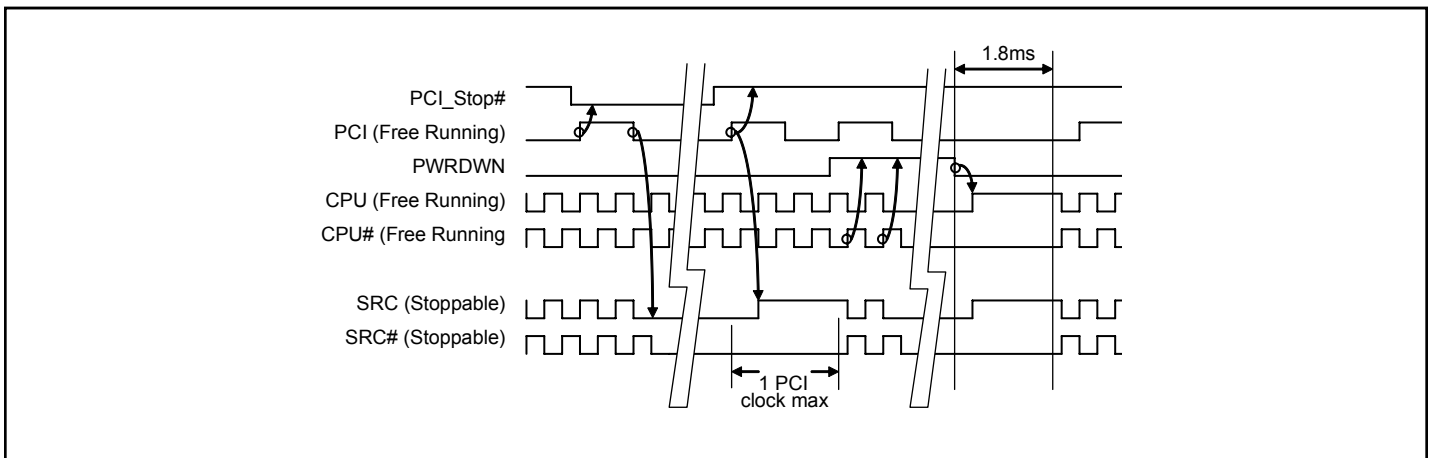 1.8ms
PCI_Stop#
PCI (Free Running)
PWRDWN
CPU (Free Running)
CPU# (Free Running
SRC (Stoppable)
SRC# (Stoppable)
1 PCI
clock max